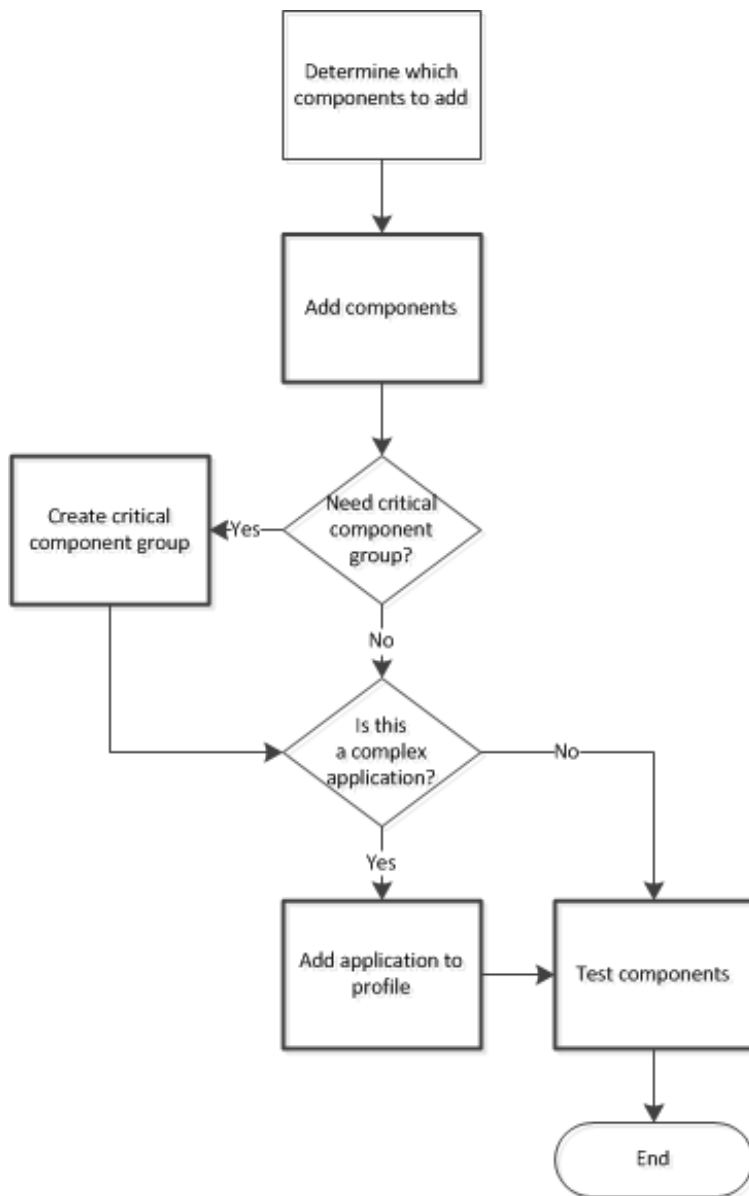 Determine which
components to add
Add components
Create critical
component group
Yes
Need critical
component
group?
No
Is this
a complex
application?
No
Yes
Add application to
profile
Test components
End